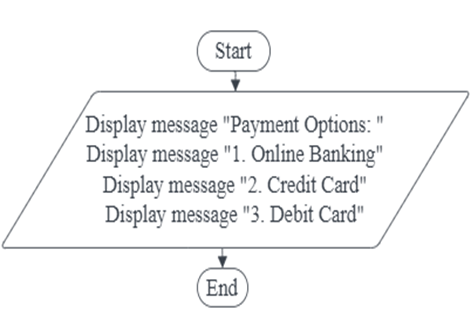 Start
Display message "Payment Options: "
Display message "1. Online Banking"
Display message "2. Credit Card"
Display message "3. Debit Card"
End